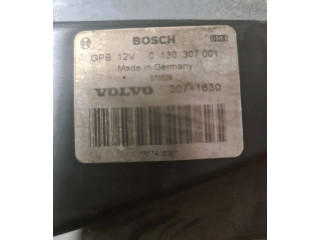 BOSCH
GPB 12V 0 130 307 001
Made in Germany
VOLVO 30741630